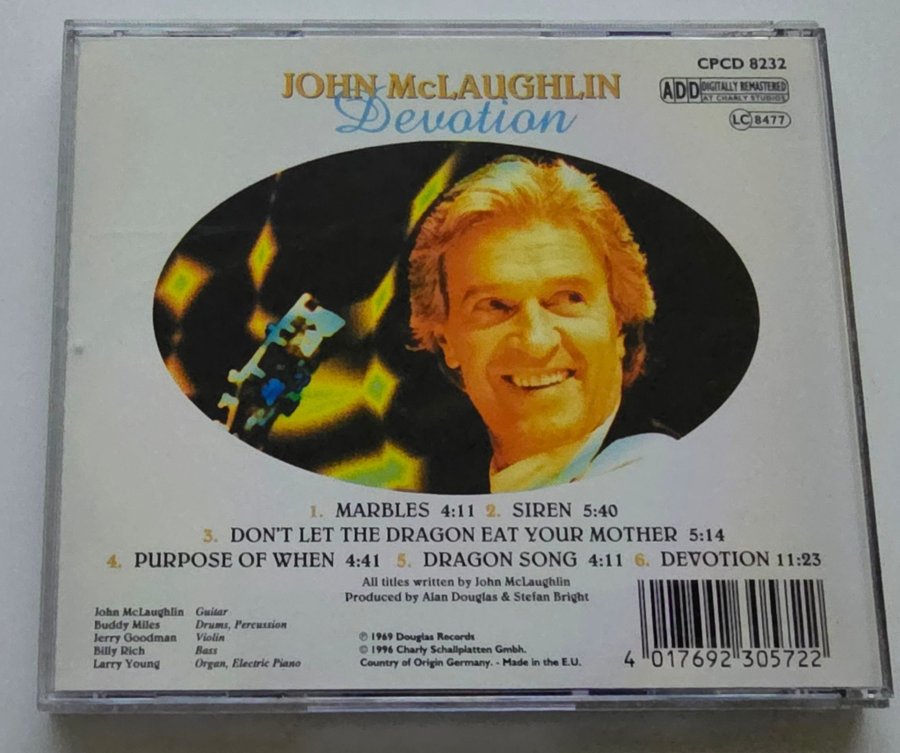 CPCD 8232
JOHN McLAUGHLIN
ADD DIGITALLY REMASTERED
AT CHARLY STUDIOS
Devotion
LC 8477
1. MARBLES 4:11 2. SIREN 5:40
3. DON'T LET THE DRAGON EAT YOUR MOTHER 5:14
4. PURPOSE OF WHEN 4:41 5. DRAGON SONG 4:11 6. DEVOTION 11:23
All titles written by John McLaughlin
Produced by Alan Douglas & Stefan Bright
John McLaughlin Guitar
Buddy Miles Drums, Percussion
Jerry Goodman Violin
Billy Rich Bass
Larry Young Organ, Electric Piano
℗ 1969 Douglas Records
© 1996 Charly Schallplatten Gmbh.
Country of Origin Germany. - Made in the E.U.
4 017692 305722